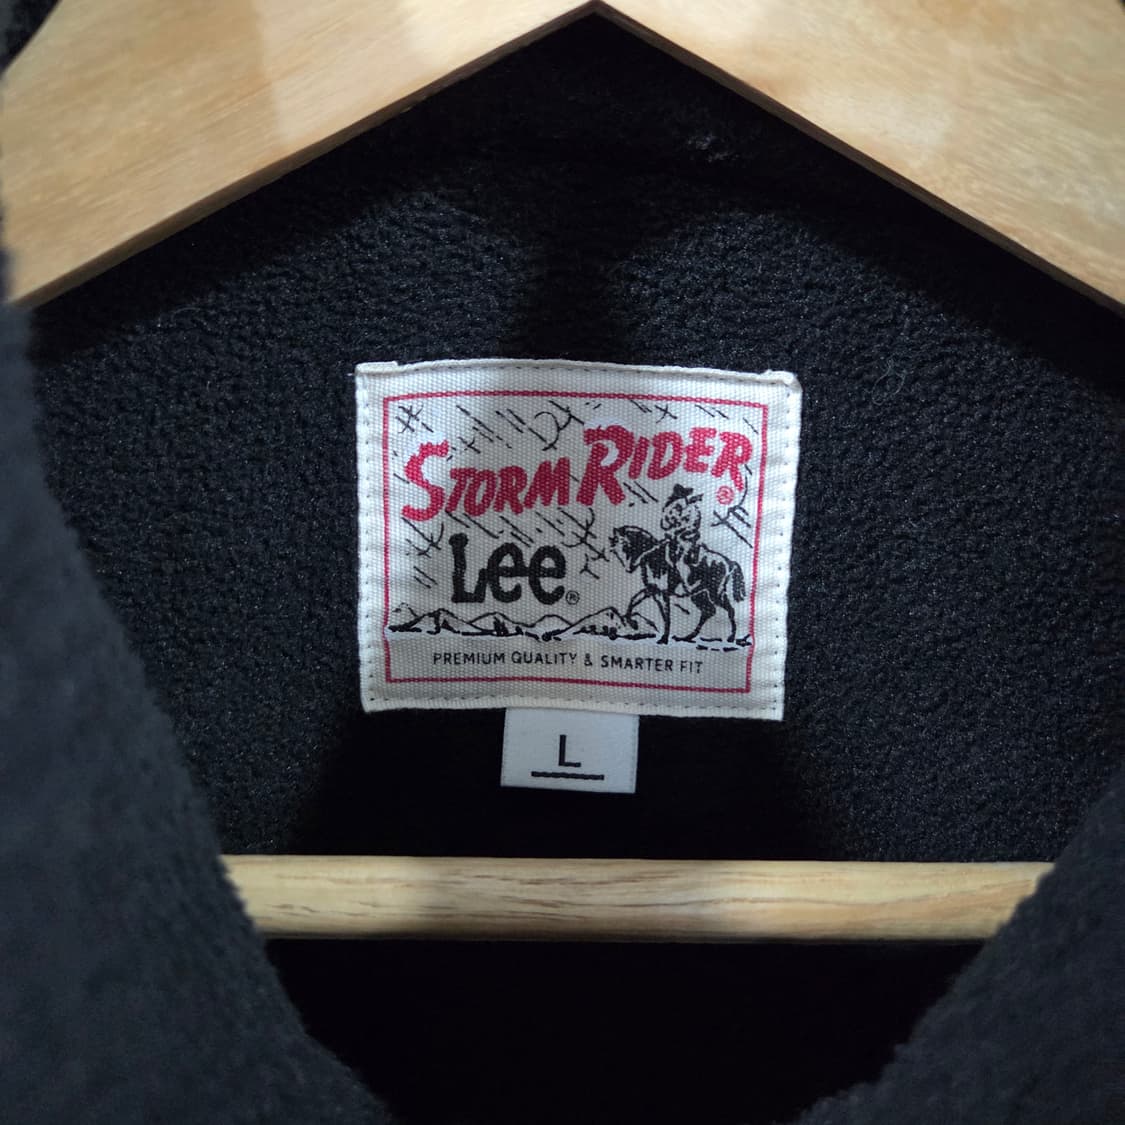 STORM RIDER ®
Lee ®
PREMIUM QUALITY & SMARTER FIT
L